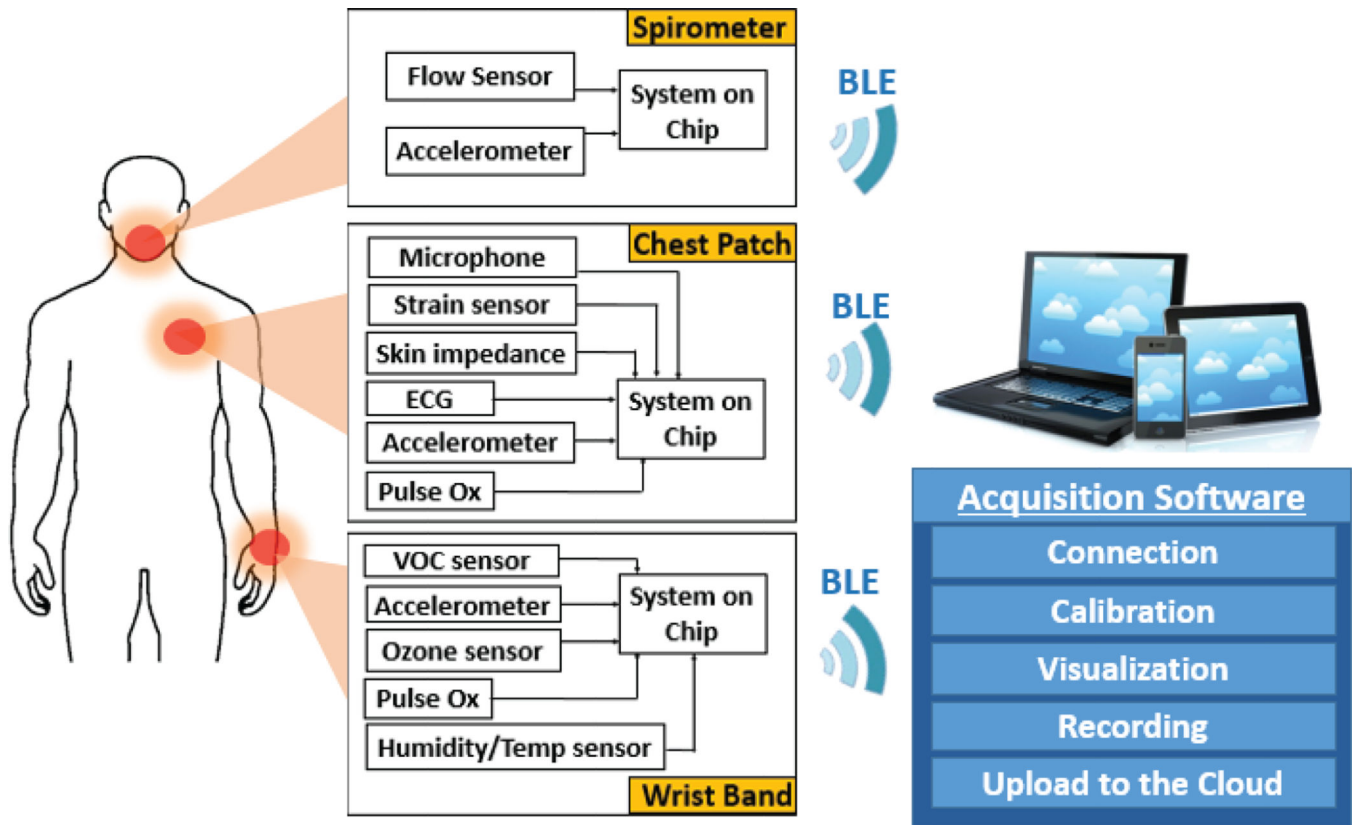 Spirometer
Flow Sensor
Accelerometer
System on
Chip
BLE
Chest Patch
Microphone
Strain sensor
Skin impedance
ECG
Accelerometer
Pulse Ox
System on
Chip
BLE
VOC sensor
Accelerometer
Ozone sensor
Pulse Ox
Humidity/Temp sensor
System on
Chip
Wrist Band
BLE
Acquisition Software
Connection
Calibration
Visualization
Recording
Upload to the Cloud